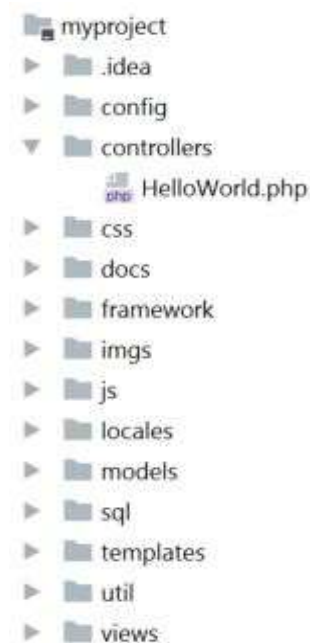 myproject
.idea
config
controllers
php HelloWorld.php
css
docs
framework
imgs
js
locales
models
sql
templates
util
views